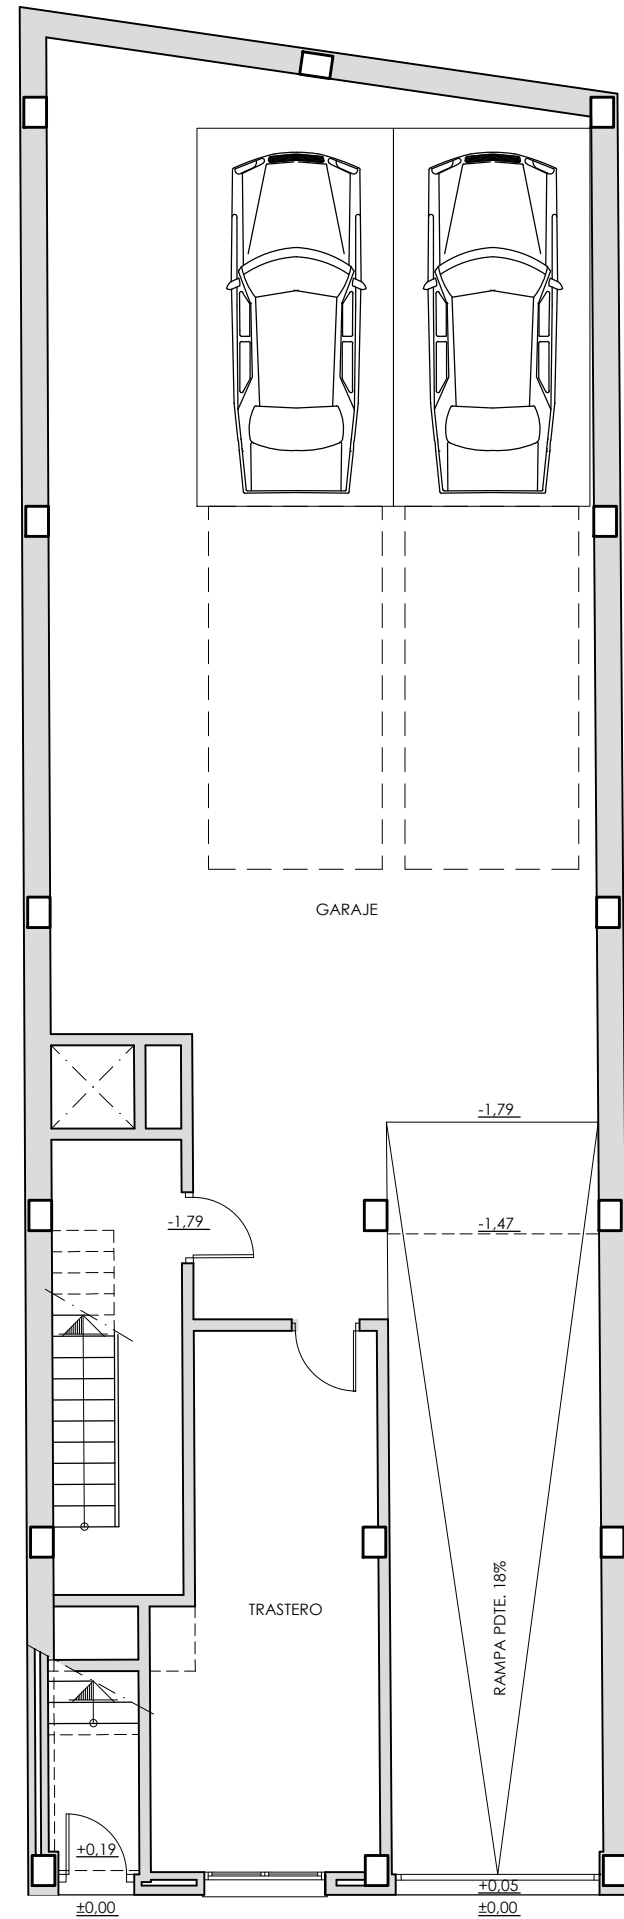 GARAJE
-1,79
-1,79
-1,47
TRASTERO
RAMPA PDTE. 18%
+0,19
+0,05
±0,00
±0,00